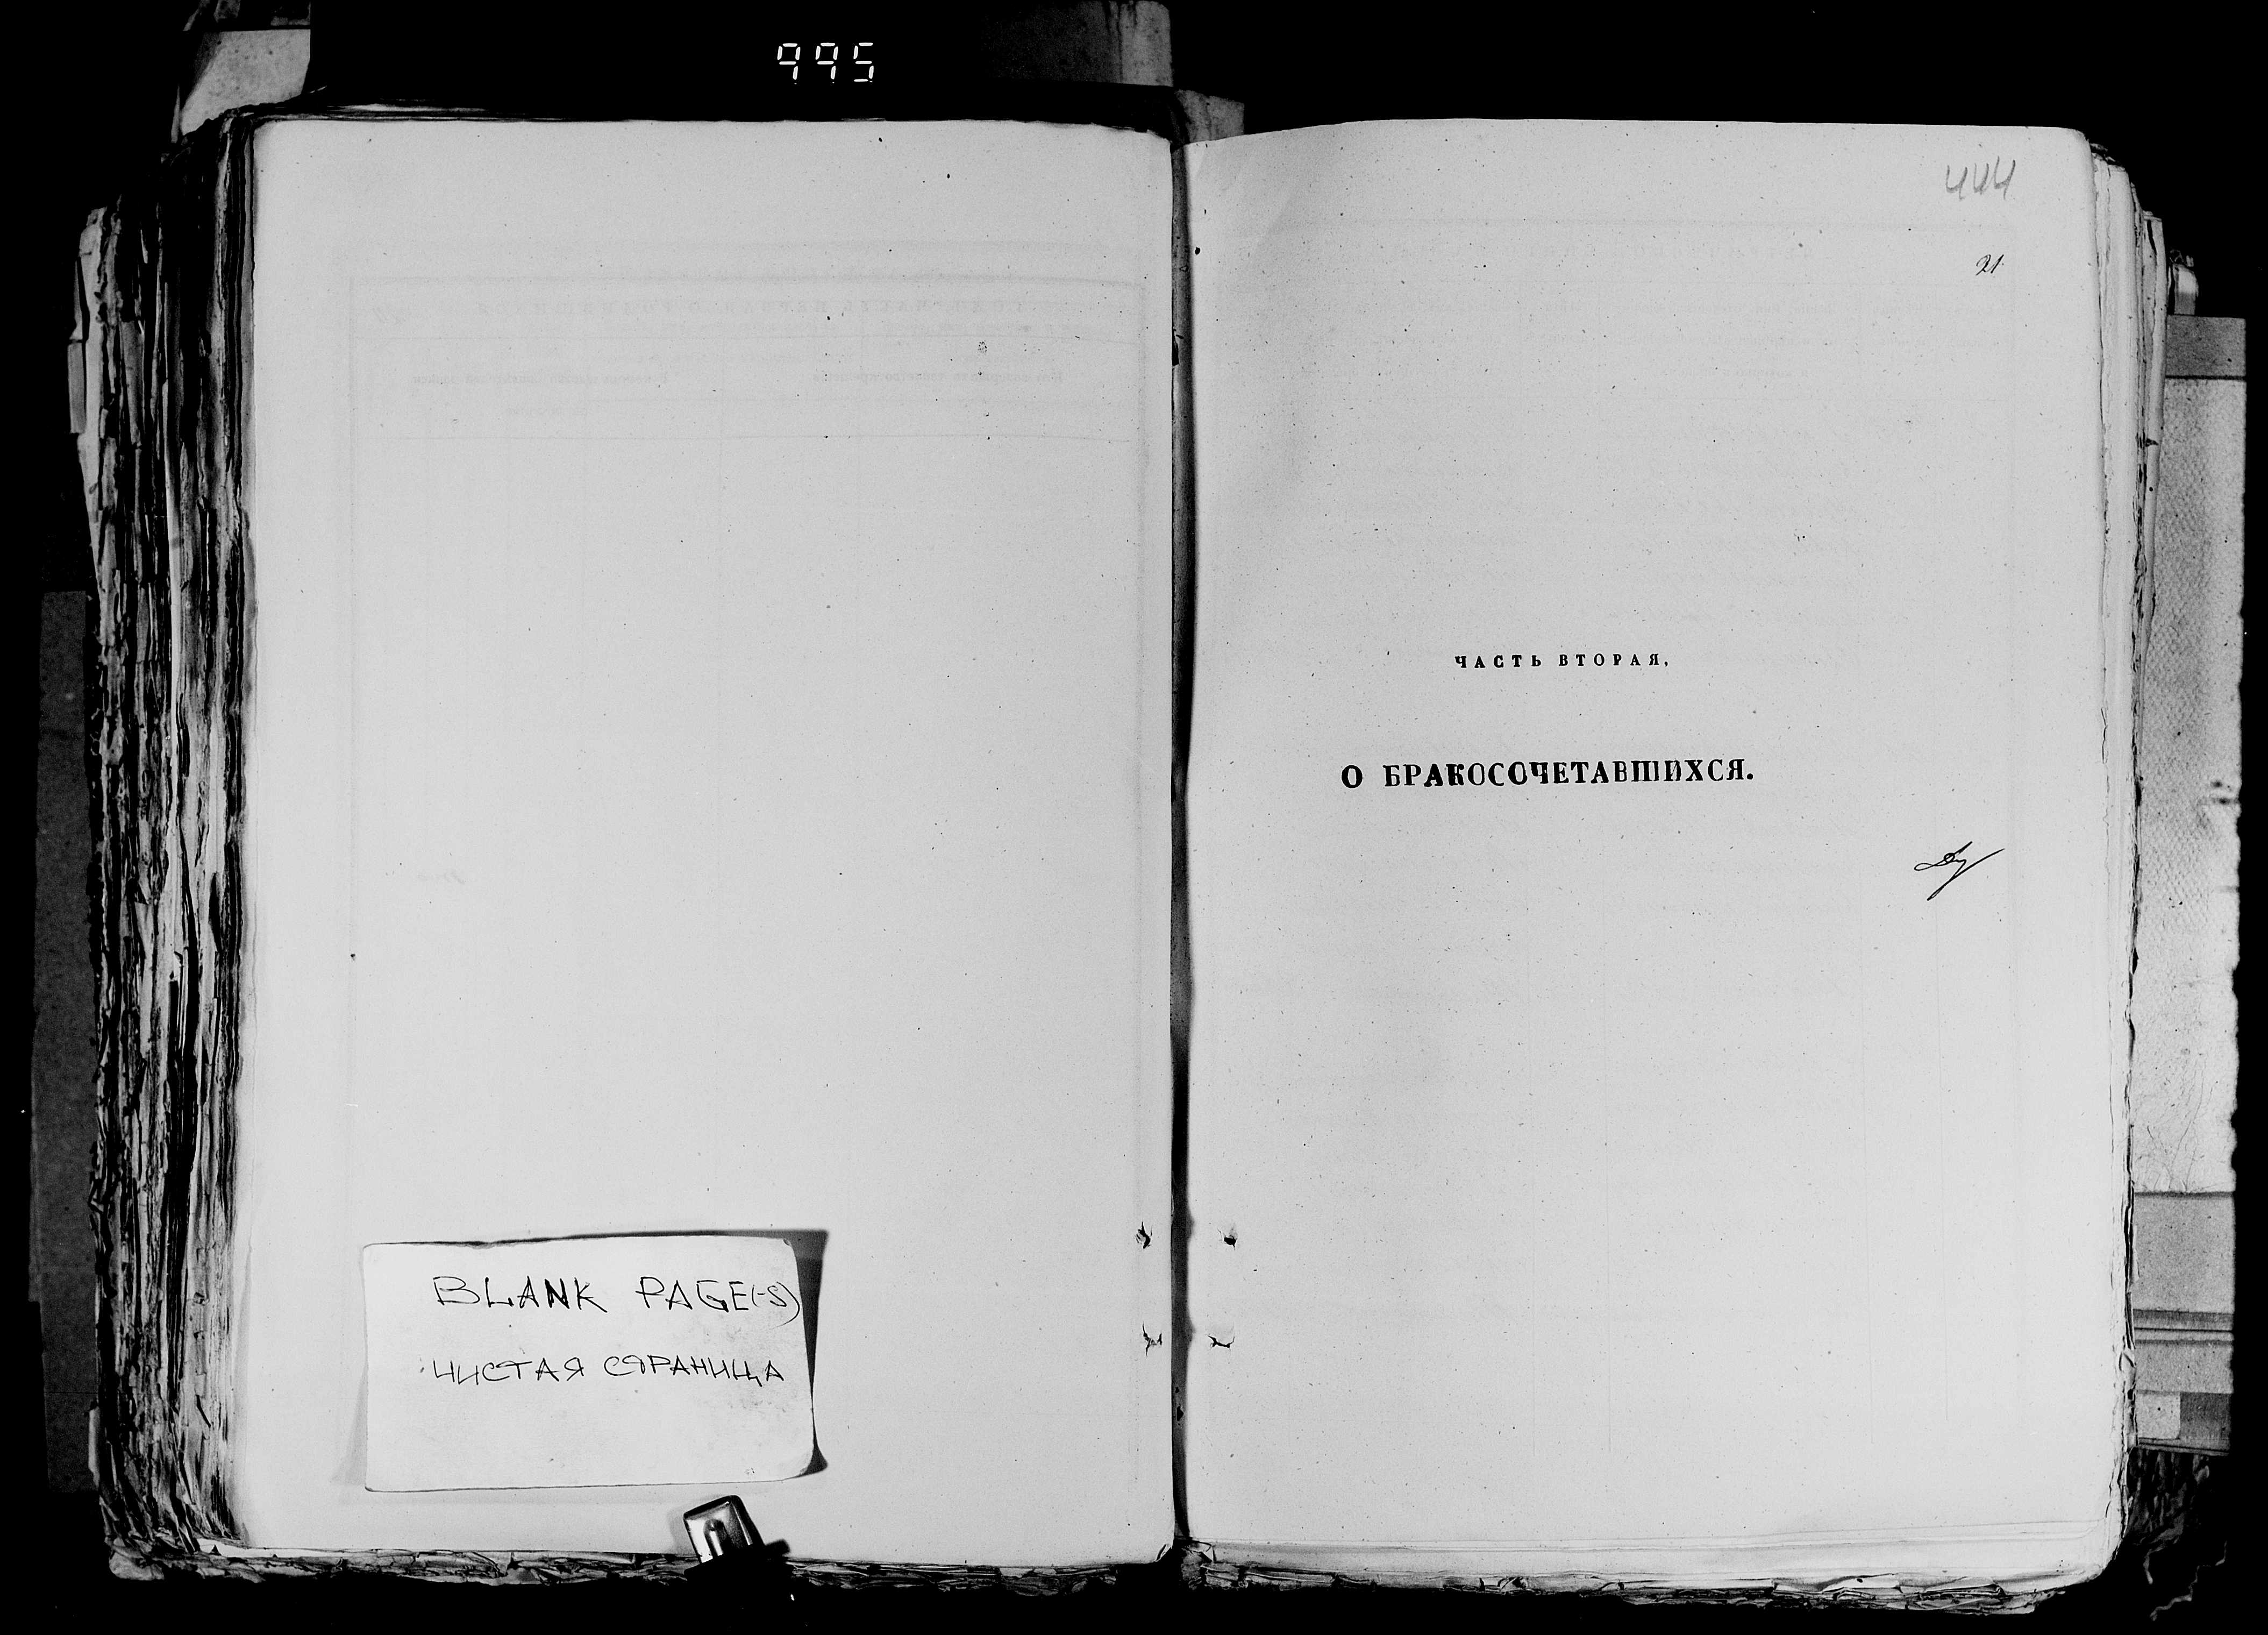 995
BLANK PAGE(-S)
ЧИСТАЯ СТРАНИЦА
444
21
ЧАСТЬ ВТОРАЯ,
О БРАКОСОЧЕТАВШИХСЯ.